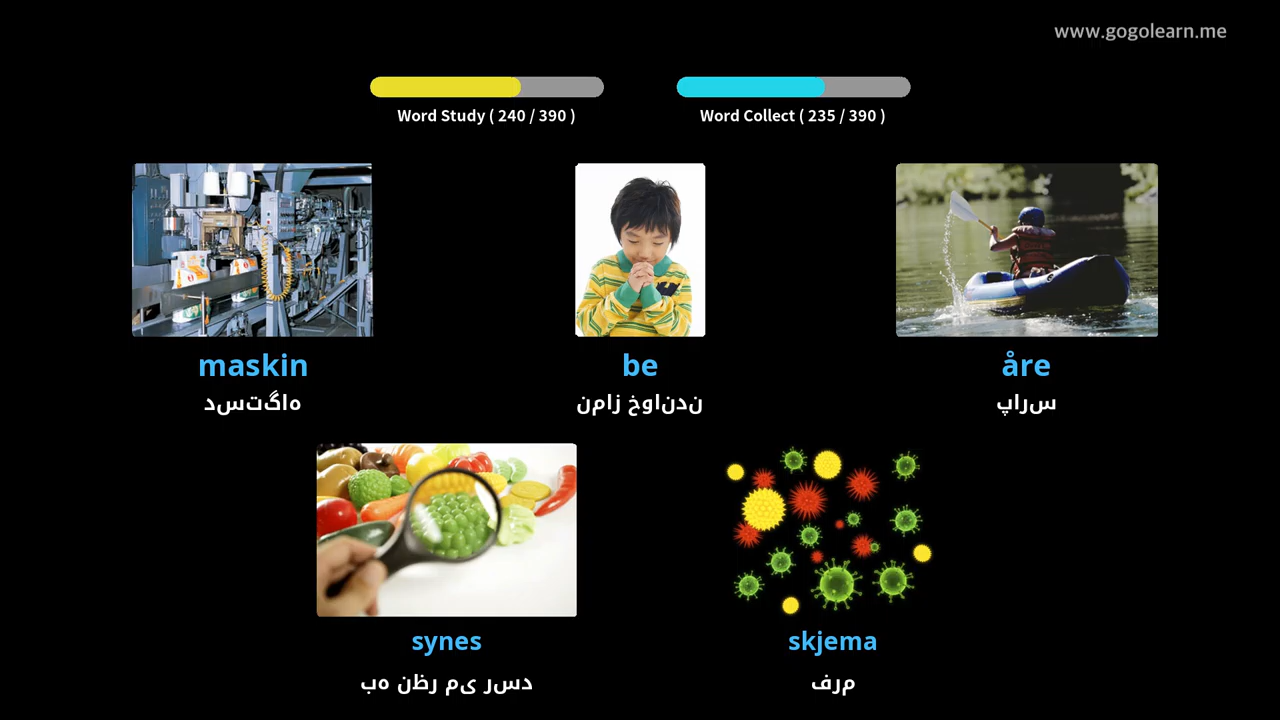 www.gogolearn.me
Word Study ( 240 / 390 )
Word Collect ( 235 / 390 )
maskin
be
åre
دستگاه
نماز خواندن
پارس
synes
skjema
به نظر می رسد
فرم